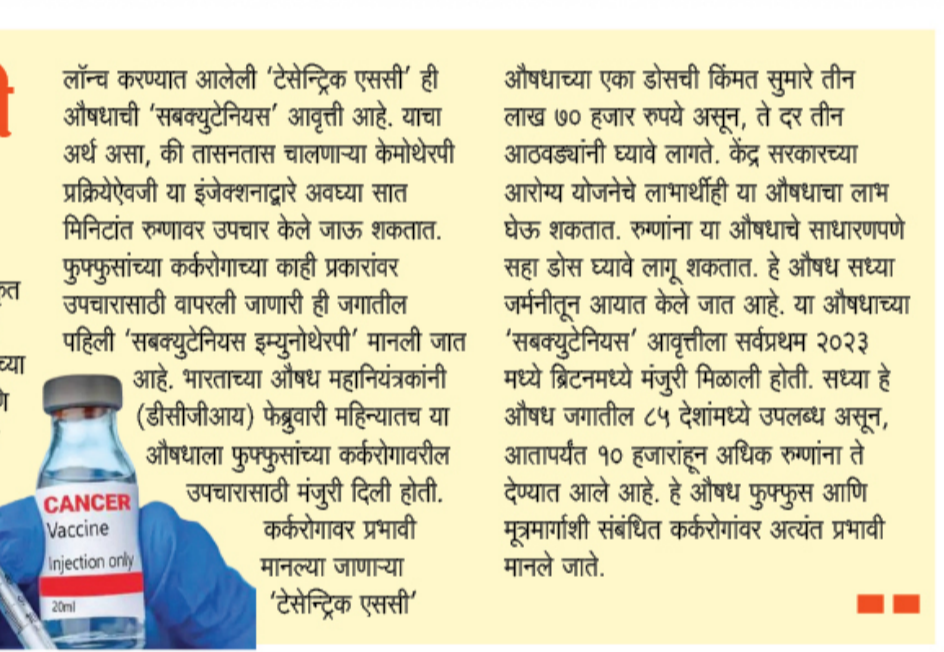 लॉन्च करण्यात आलेली ‘टेसेन्ट्रिक एससी’ ही
औषधाची ‘सबक्युटेनियस’ आवृत्ती आहे. याचा
अर्थ असा, की तासनतास चालणाऱ्या केमोथेरपी
प्रक्रियेऐवजी या इंजेक्शनाद्वारे अवघ्या सात
मिनिटांत रुग्णावर उपचार केले जाऊ शकतात.
फुफ्फुसांच्या कर्करोगाच्या काही प्रकारांवर
उपचारासाठी वापरली जाणारी ही जगातील
पहिली ‘सबक्युटेनियस इम्युनोथेरपी’ मानली जात
आहे. भारताच्या औषध महानियंत्रकांनी
(डीसीजीआय) फेब्रुवारी महिन्यातच या
औषधाला फुफ्फुसांच्या कर्करोगावरील
उपचारासाठी मंजुरी दिली होती.
कर्करोगावर प्रभावी
मानल्या जाणाऱ्या
‘टेसेन्ट्रिक एससी’
औषधाच्या एका डोसची किंमत सुमारे तीन
लाख ७० हजार रुपये असून, ते दर तीन
आठवड्यांनी घ्यावे लागते. केंद्र सरकारच्या
आरोग्य योजनेचे लाभार्थीही या औषधाचा लाभ
घेऊ शकतात. रुग्णांना या औषधाचे साधारणपणे
सहा डोस घ्यावे लागू शकतात. हे औषध सध्या
जर्मनीतून आयात केले जात आहे. या औषधाच्या
‘सबक्युटेनियस’ आवृत्तीला सर्वप्रथम २०२३
मध्ये ब्रिटनमध्ये मंजुरी मिळाली होती. सध्या हे
औषध जगातील ८५ देशांमध्ये उपलब्ध असून,
आतापर्यंत १० हजारांहून अधिक रुग्णांना ते
देण्यात आले आहे. हे औषध फुफ्फुस आणि
मूत्रमार्गाशी संबंधित कर्करोगांवर अत्यंत प्रभावी
मानले जाते.
CANCER
Vaccine
Injection only
20ml